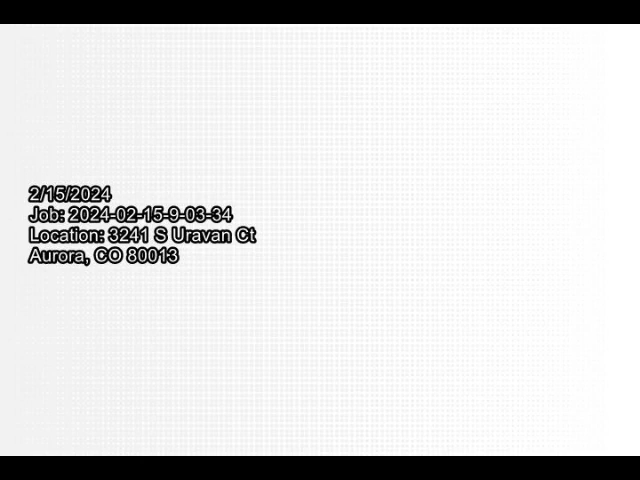 2/15/2024
Job: 2024-02-15-9-03-34
Location: 3241 S Uravan Ct
Aurora, CO 80013